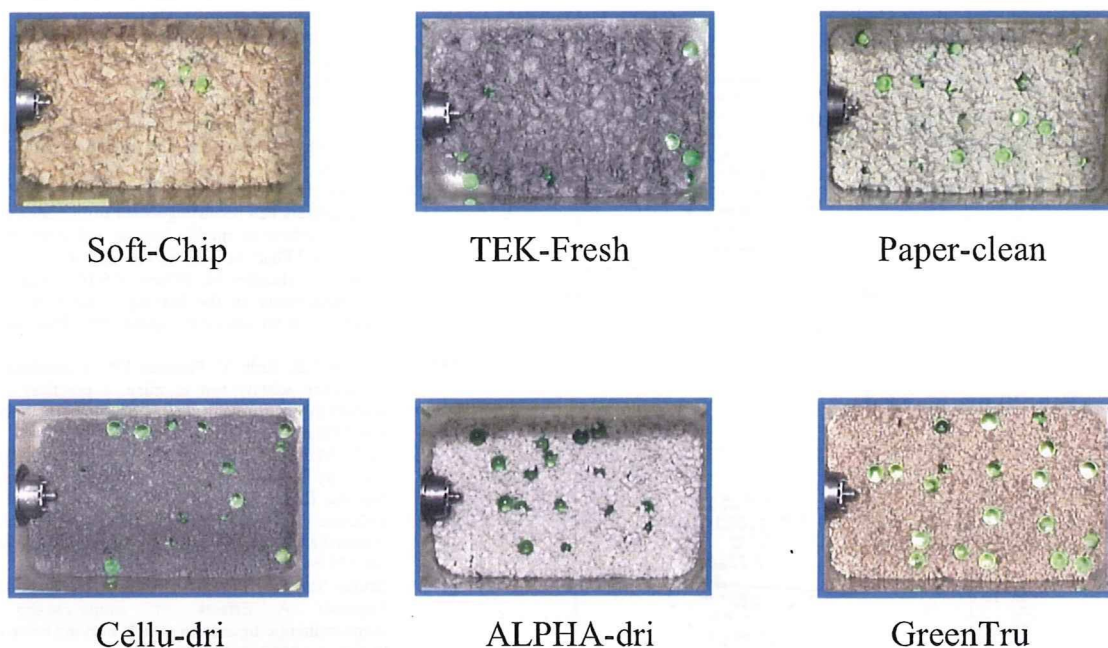 Soft-Chip
TEK-Fresh
Paper-clean
Cellu-dri
ALPHA-dri
GreenTru